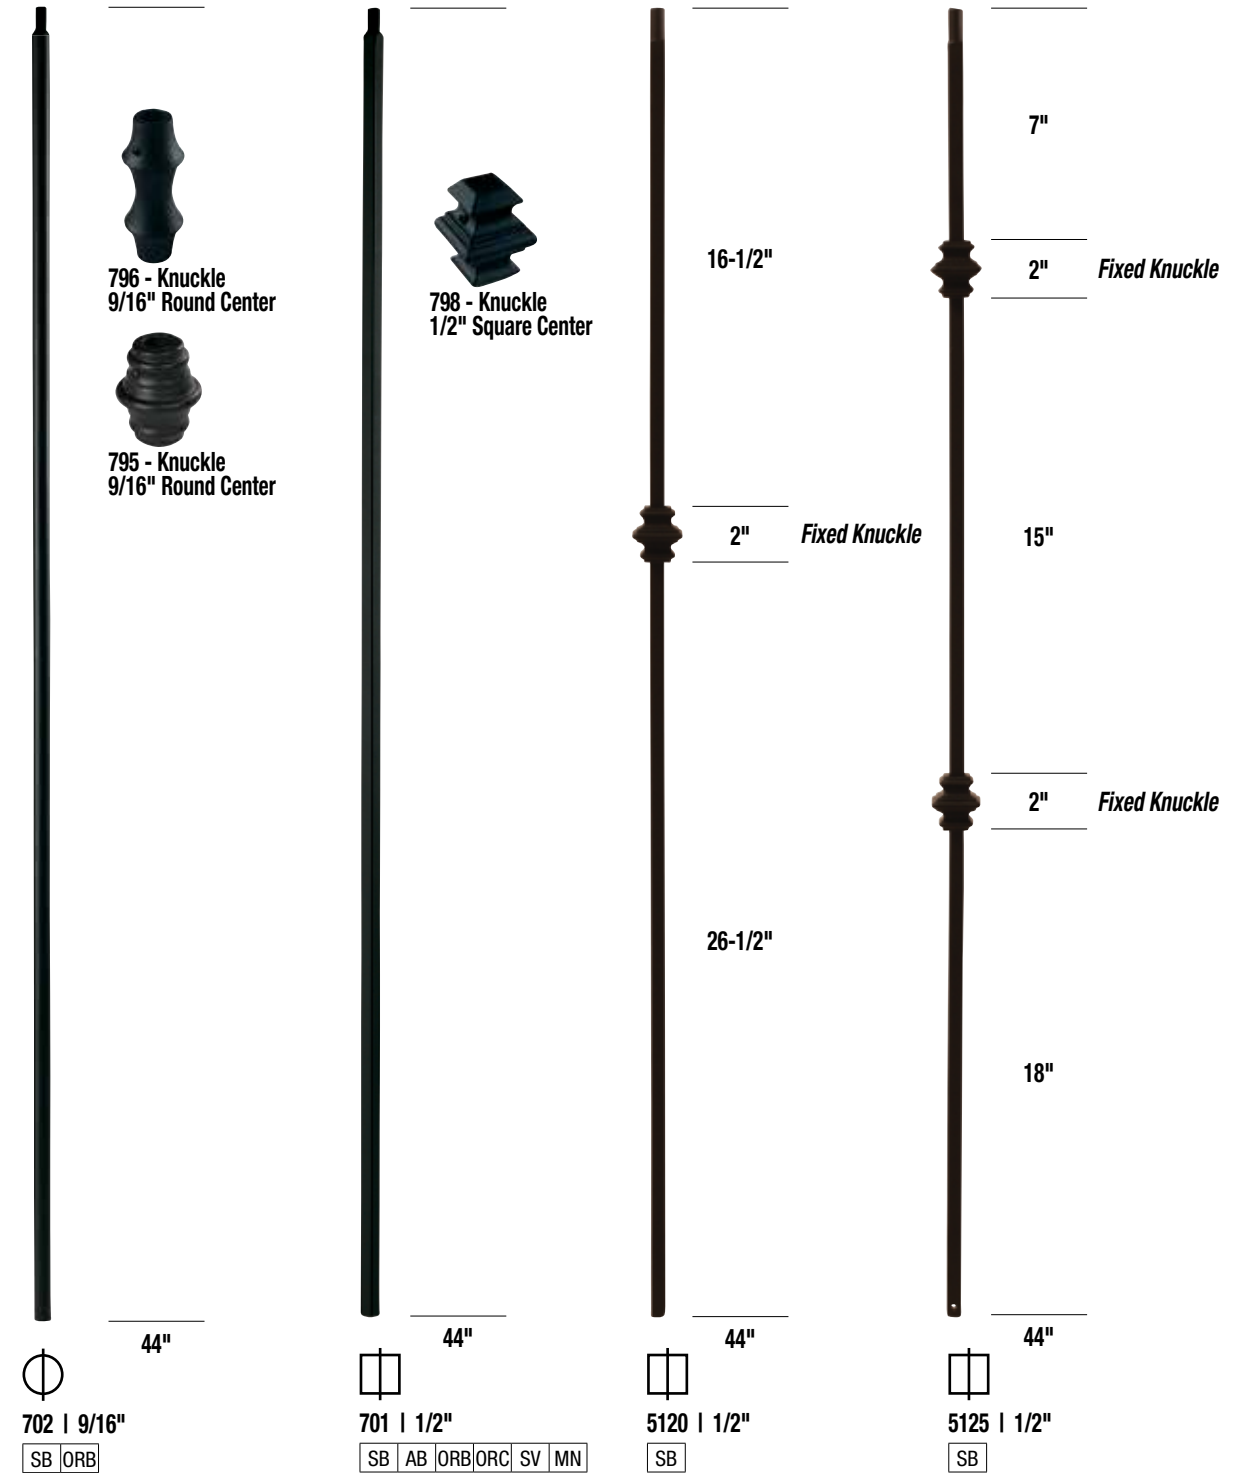 796 - Knuckle
9/16" Round Center
795 - Knuckle
9/16" Round Center
44"
702 | 9/16"
SB ORB
798 - Knuckle
1/2" Square Center
44"
701 | 1/2"
SB AB ORB ORC SV MN
16-1/2"
2" Fixed Knuckle
26-1/2"
44"
5120 | 1/2"
SB
7"
2" Fixed Knuckle
15"
2" Fixed Knuckle
18"
44"
5125 | 1/2"
SB